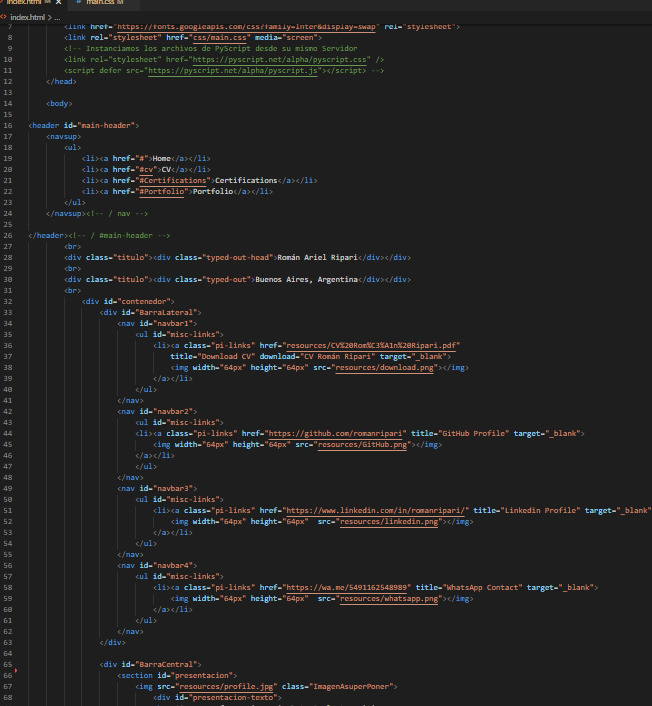 index.html M X # main.css M
index.html > ...
7 <link href="https://fonts.googleapis.com/css?family=Inter&display=swap" rel="stylesheet">
8 <link rel="stylesheet" href="css/main.css" media="screen">
9 <!-- Instanciamos los archivos de PyScript desde su mismo Servidor
10 <link rel="stylesheet" href="https://pyscript.net/alpha/pyscript.css" />
11 <script defer src="https://pyscript.net/alpha/pyscript.js"></script> -->
12 </head>
13
14 <body>
15
16 <header id="main-header">
17 <navsup>
18 <ul>
19 <li><a href="#">Home</a></li>
20 <li><a href="#cv">CV</a></li>
21 <li><a href="#Certifications">Certifications</a></li>
22 <li><a href="#Portfolio">Portfolio</a></li>
23 </ul>
24 </navsup><!-- / nav -->
25
26 </header><!-- / #main-header -->
27 <br>
28 <div class="titulo"><div class="typed-out-head">Román Ariel Ripari</div></div>
29 <br>
30 <div class="titulo"><div class="typed-out">Buenos Aires, Argentina</div></div>
31 <br>
32 <div id="contenedor">
33 <div id="BarraLateral">
34 <nav id="navbar1">
35 <ul id="misc-links">
36 <li><a class="pi-links" href="resources/CV%20Rom%C3%A1n%20Ripari.pdf"
37 title="Download CV" download="CV Román Ripari" target="_blank">
38 <img width="64px" height="64px" src="resources/download.png"></img>
39 </a></li>
40 </ul>
41 </nav>
42 <nav id="navbar2">
43 <ul id="misc-links">
44 <li><a class="pi-links" href="https://github.com/romanripari" title="GitHub Profile" target="_blank">
45 <img width="64px" height="64px" src="resources/GitHub.png"></img>
46 </a></li>
47 </ul>
48 </nav>
49 <nav id="navbar3">
50 <ul id="misc-links">
51 <li><a class="pi-links" href="https://www.linkedin.com/in/romanripari/" title="Linkedin Profile" target="_blank"
52 <img width="64px" height="64px" src="resources/linkedin.png"></img>
53 </a></li>
54 </ul>
55 </nav>
56 <nav id="navbar4">
57 <ul id="misc-links">
58 <li><a class="pi-links" href="https://wa.me/5491162548989" title="WhatsApp Contact" target="_blank">
59 <img width="64px" height="64px" src="resources/whatsapp.png"></img>
60 </a></li>
61 </ul>
62 </nav>
63 </div>
64
65 <div id="BarraCentral">
66 <section id="presentacion">
67 <img src="resources/profile.jpg" class="ImagenAsuperPoner">
68 <div id="presentacion-texto">